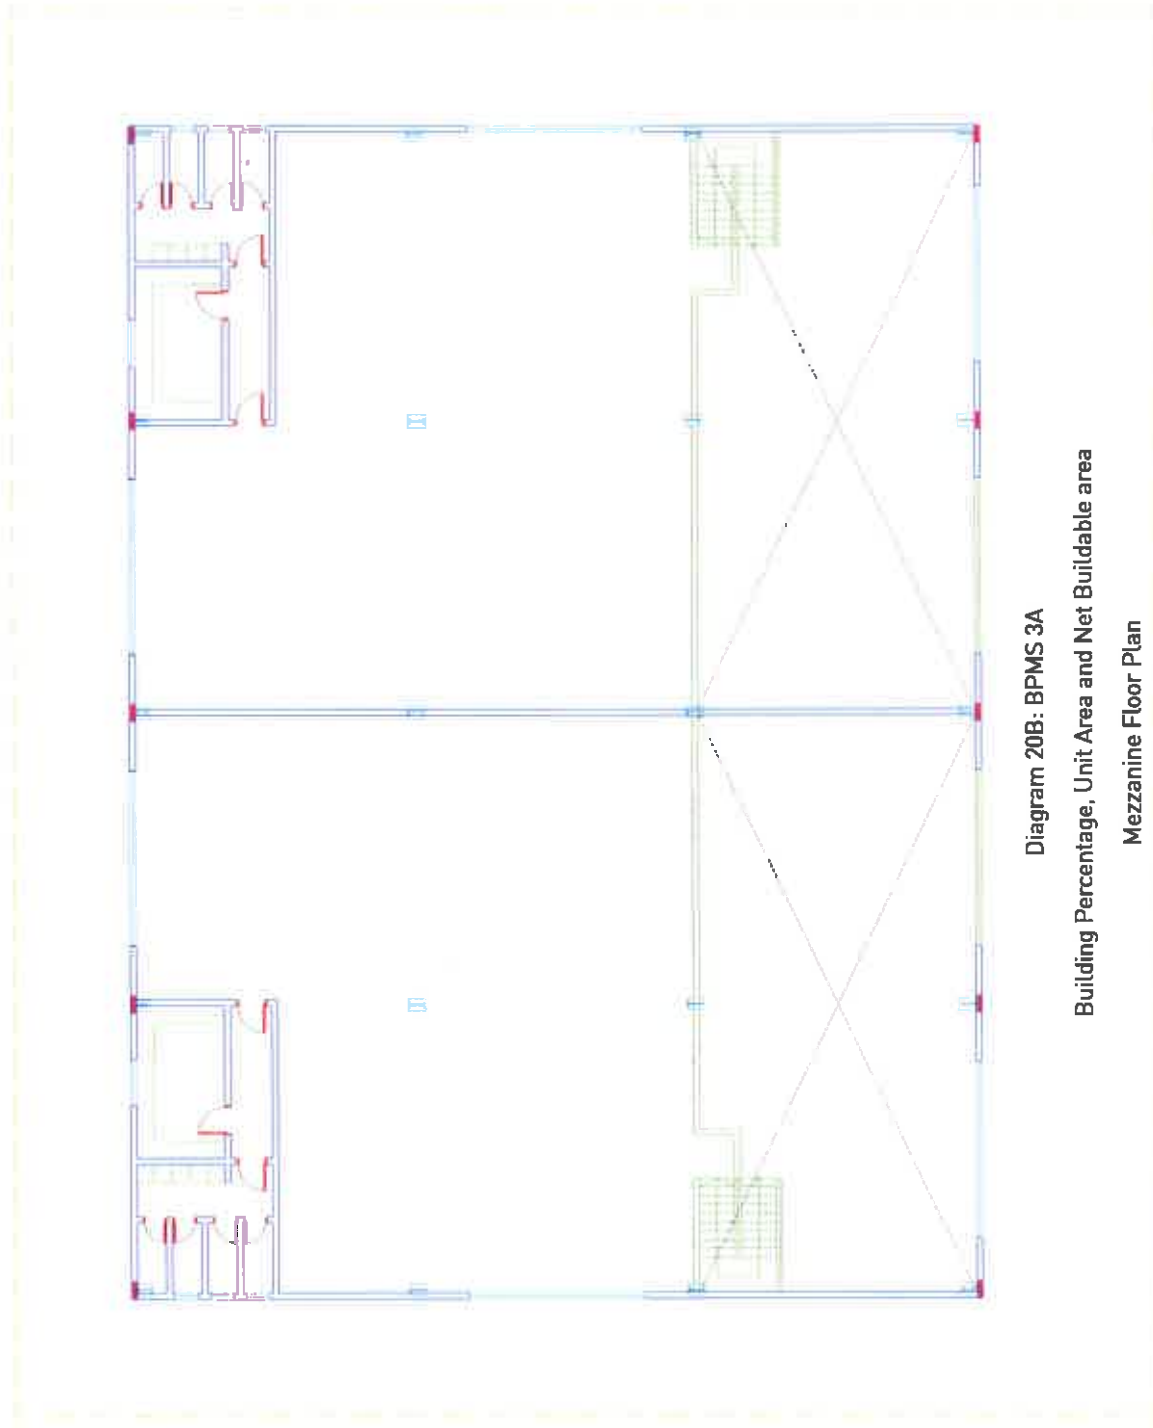 Diagram 20B: BPMS 3A
Building Percentage, Unit Area and Net Buildable area
Mezzanine Floor Plan